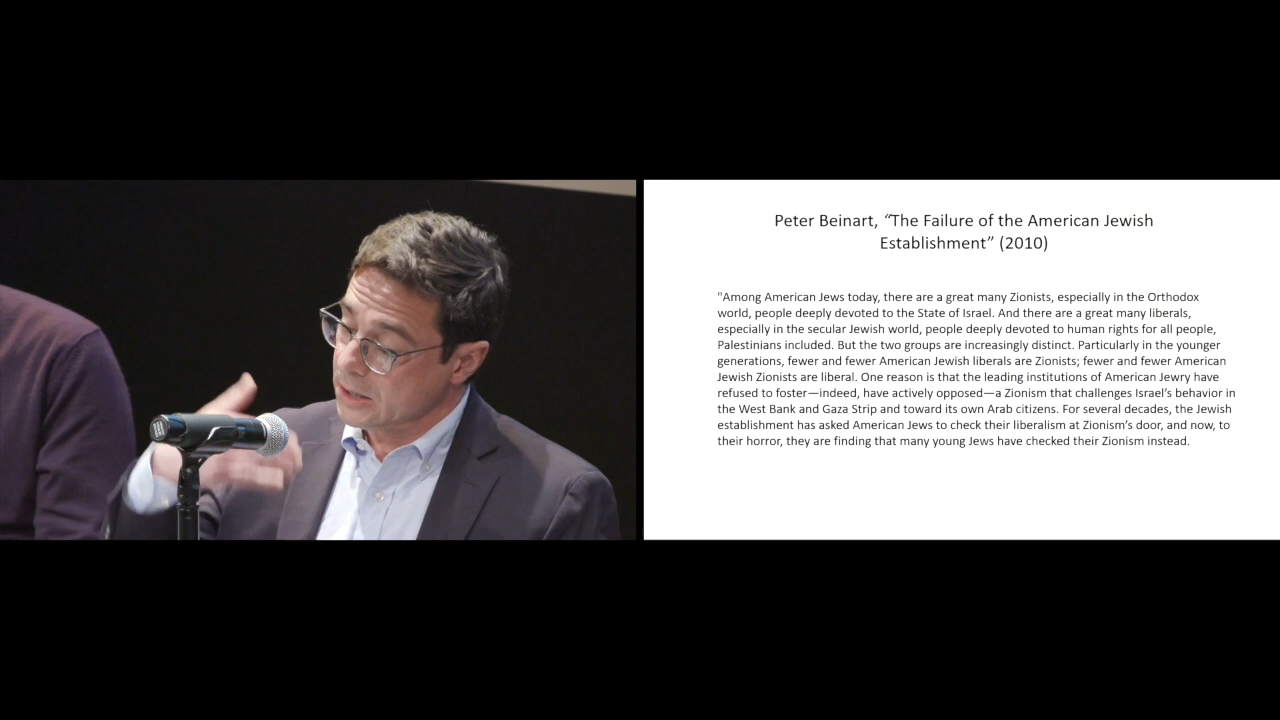 Peter Beinart, “The Failure of the American Jewish
Establishment” (2010)
"Among American Jews today, there are a great many Zionists, especially in the Orthodox
world, people deeply devoted to the State of Israel. And there are a great many liberals,
especially in the secular Jewish world, people deeply devoted to human rights for all people,
Palestinians included. But the two groups are increasingly distinct. Particularly in the younger
generations, fewer and fewer American Jewish liberals are Zionists; fewer and fewer American
Jewish Zionists are liberal. One reason is that the leading institutions of American Jewry have
refused to foster—indeed, have actively opposed—a Zionism that challenges Israel’s behavior in
the West Bank and Gaza Strip and toward its own Arab citizens. For several decades, the Jewish
establishment has asked American Jews to check their liberalism at Zionism’s door, and now, to
their horror, they are finding that many young Jews have checked their Zionism instead.